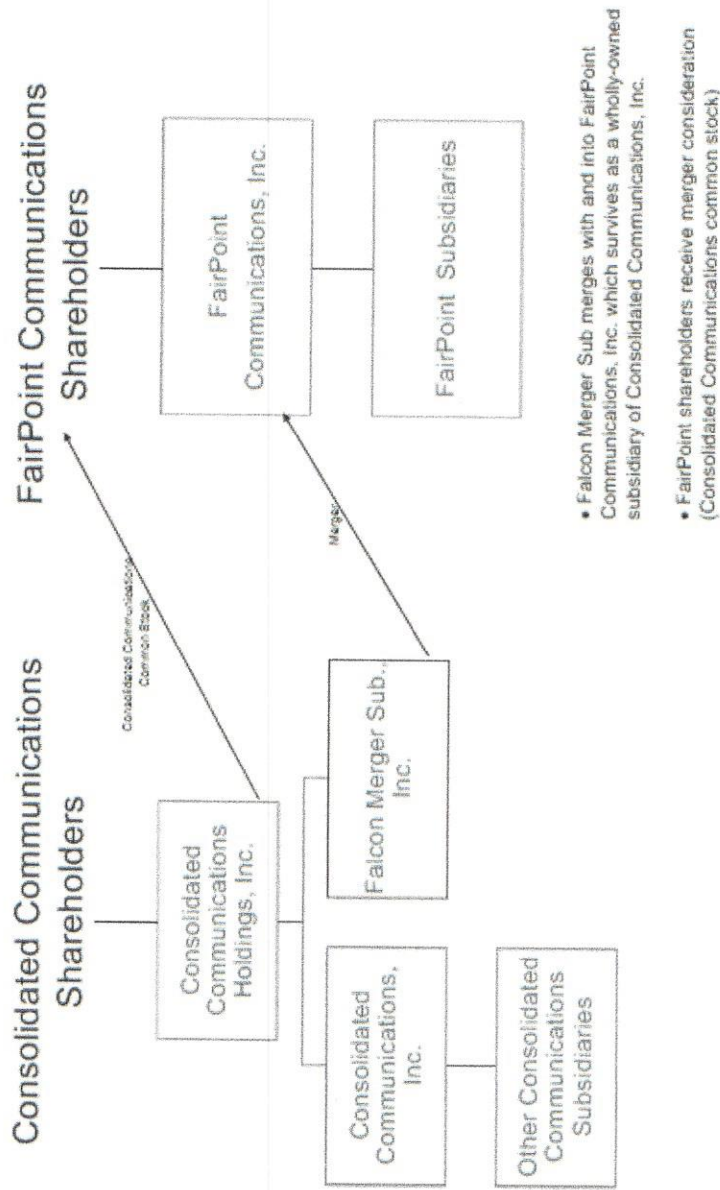 Consolidated Communications
Shareholders
FairPoint Communications
Shareholders
Consolidated Communications
Common Stock
Consolidated
Communications
Holdings, Inc.
FairPoint
Communications, Inc.
Merger
Consolidated
Communications,
Inc.
Falcon Merger Sub.,
Inc.
FairPoint Subsidiaries
Other Consolidated
Communications
Subsidiaries
• Falcon Merger Sub merges with and into FairPoint
Communications, Inc. which survives as a wholly-owned
subsidiary of Consolidated Communications, Inc.
• FairPoint shareholders receive merger consideration
(Consolidated Communications common stock)